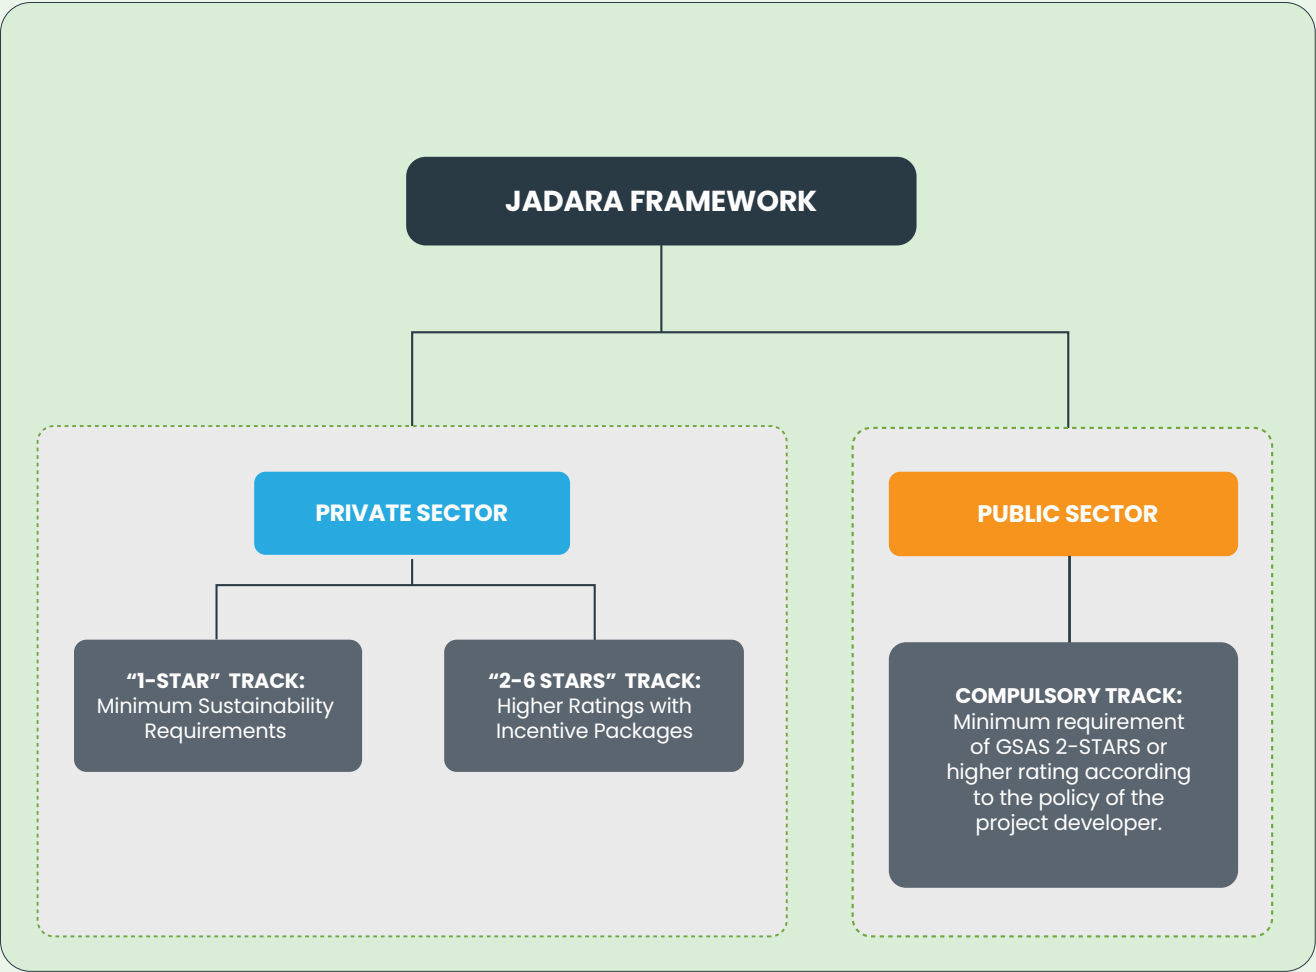 JADARA FRAMEWORK
PRIVATE SECTOR
“1-STAR” TRACK:
Minimum Sustainability
Requirements
“2-6 STARS” TRACK:
Higher Ratings with
Incentive Packages
PUBLIC SECTOR
COMPULSORY TRACK:
Minimum requirement
of GSAS 2-STARS or
higher rating according
to the policy of the
project developer.